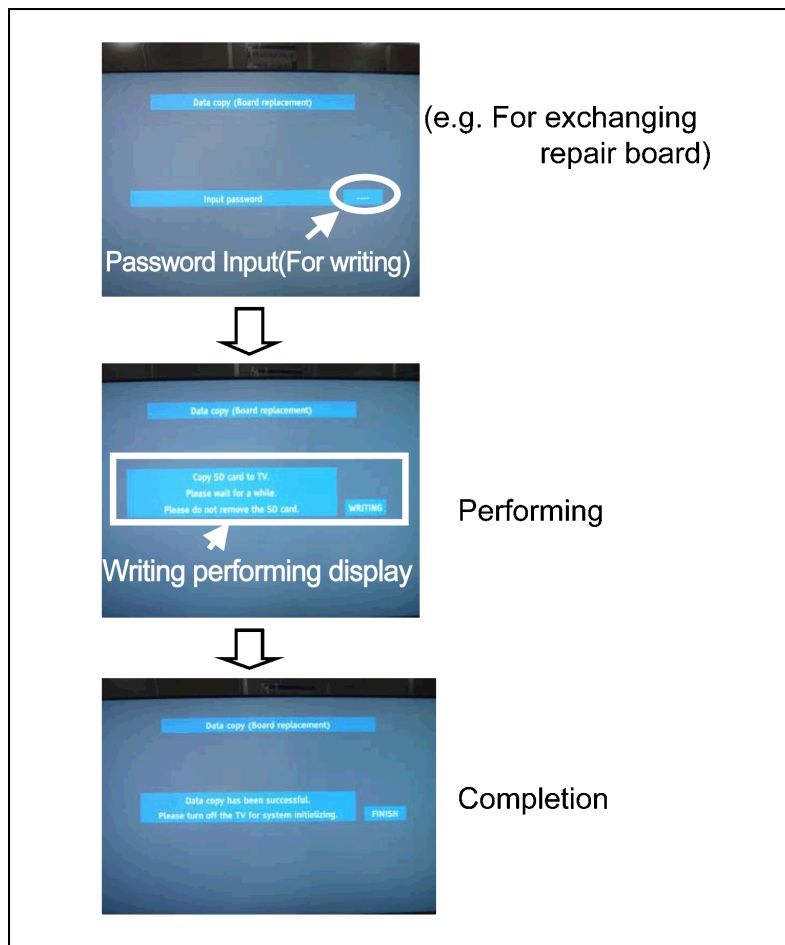 Data copy (Board replacement)
(e.g. For exchanging
repair board)
Input password
Password Input(For writing)
Data copy (Board replacement)
Copy SD card to TV.
Please wait for a while.
Please do not remove the SD card.
WRITING
Performing
Writing performing display
Data copy (Board replacement)
Data copy has been successful.
Please turn off the TV for system initializing.
FINISH
Completion